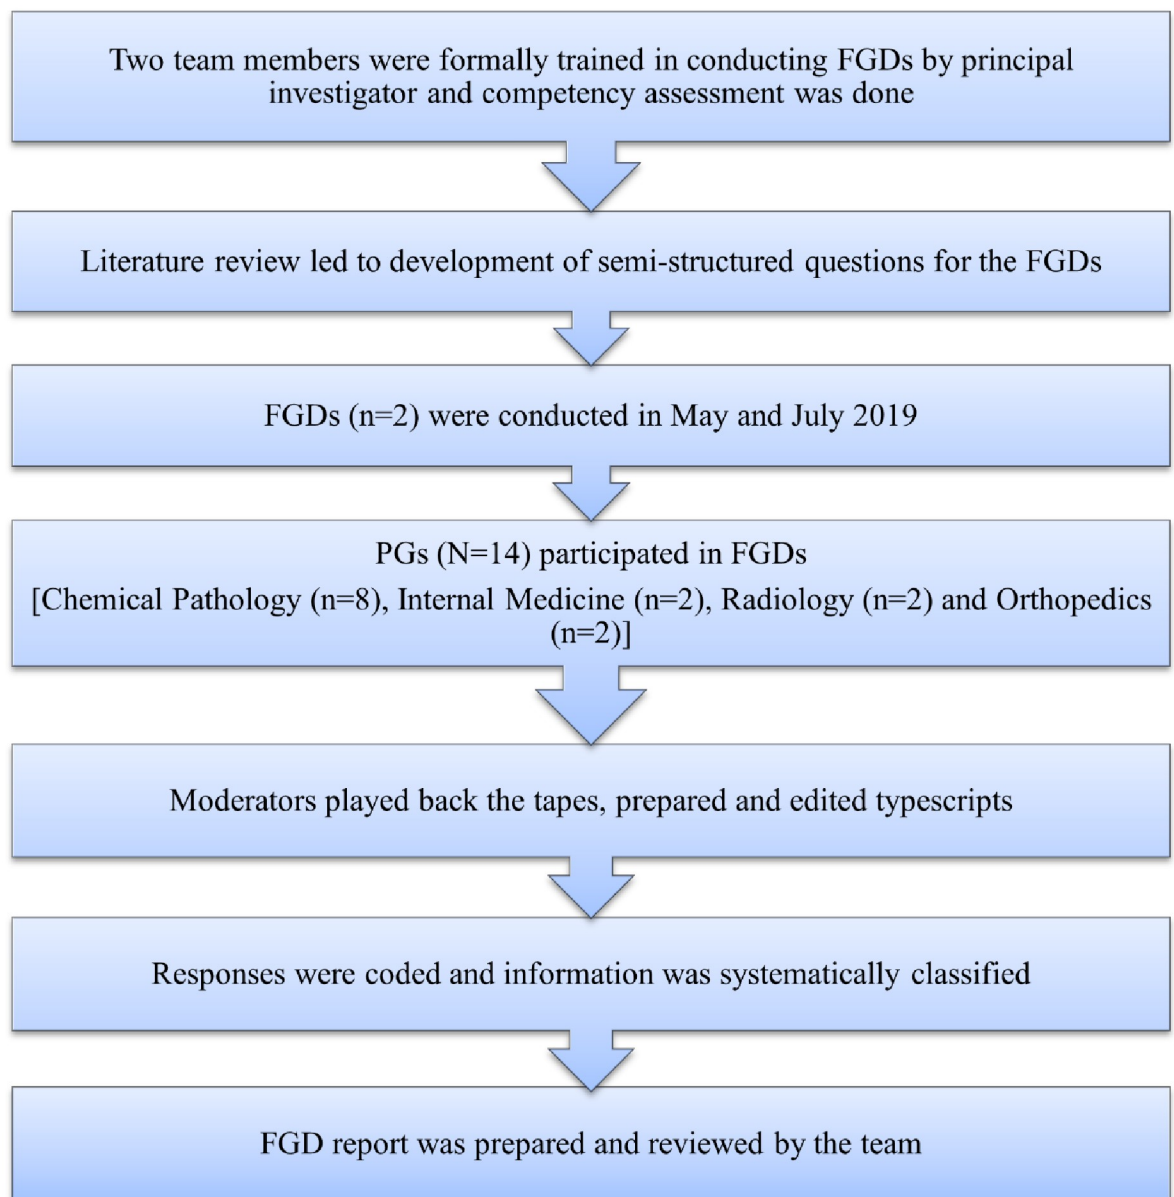 Two team members were formally trained in conducting FGDs by principal
investigator and competency assessment was done
Literature review led to development of semi-structured questions for the FGDs
FGDs (n=2) were conducted in May and July 2019
PGs (N=14) participated in FGDs
[Chemical Pathology (n=8), Internal Medicine (n=2), Radiology (n=2) and Orthopedics
(n=2)]
Moderators played back the tapes, prepared and edited typescripts
Responses were coded and information was systematically classified
FGD report was prepared and reviewed by the team